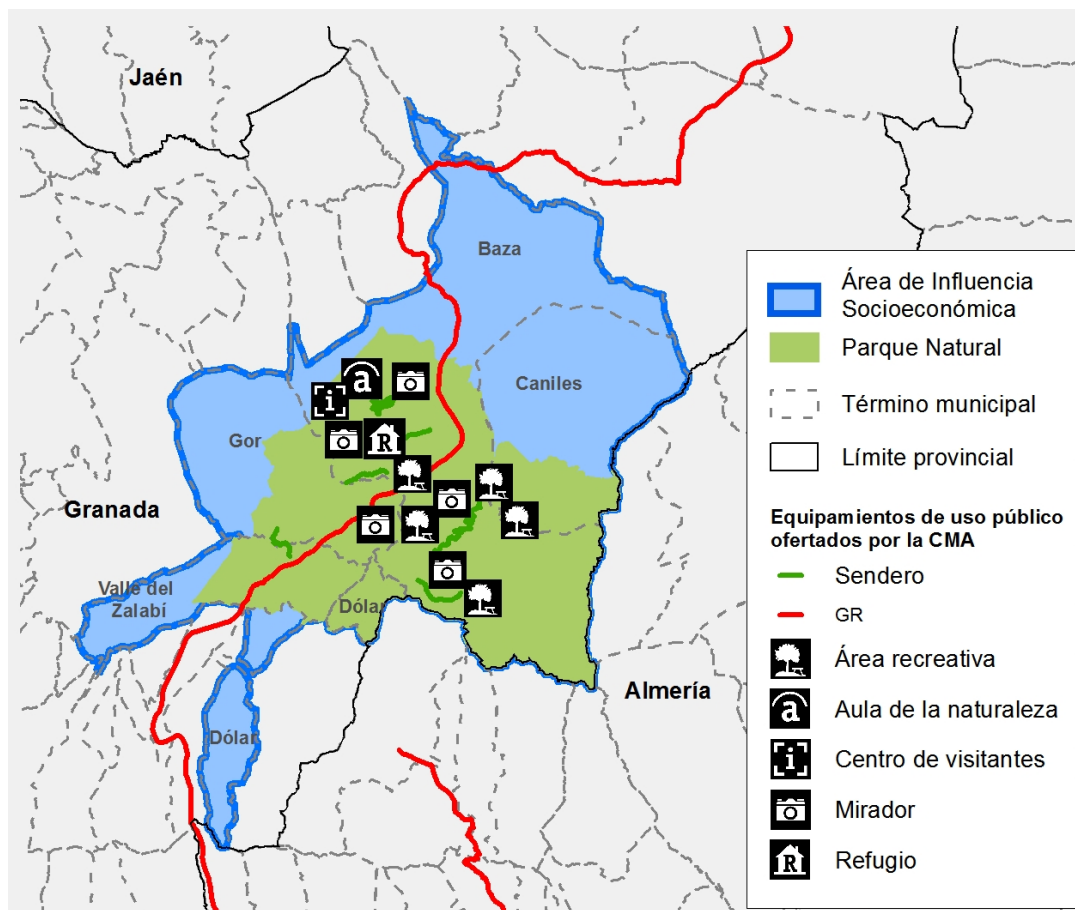 Jaén
Baza
Caniles
Gor
Granada
Valle del
Zalabí
Dólar
Almería
Dólar
a
i
R
Área de Influencia
Socioeconómica
Parque Natural
Término municipal
Límite provincial
Equipamientos de uso público
ofertados por la CMA
Sendero
GR
Área recreativa
a
Aula de la naturaleza
i
Centro de visitantes
Mirador
R
Refugio